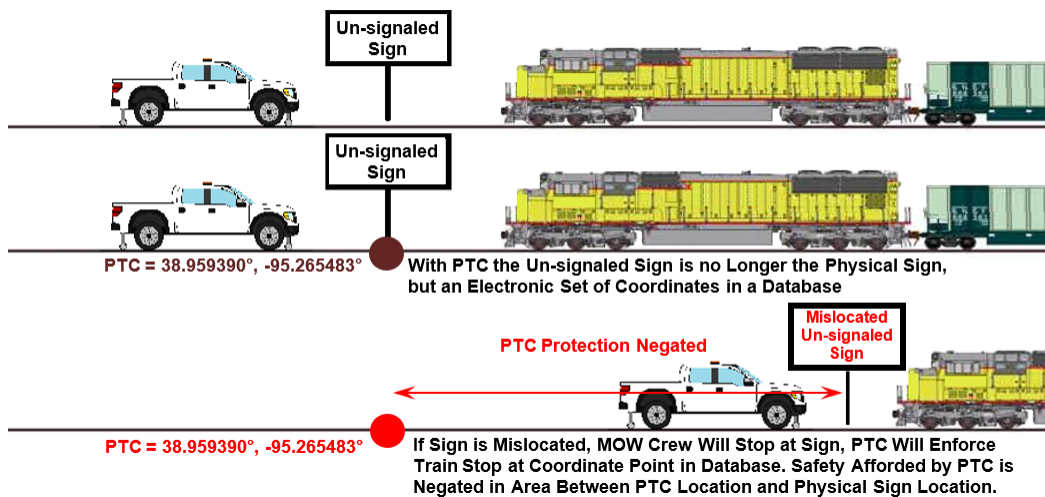 Un-signaled
Sign
Un-signaled
Sign
PTC = 38.959390°, -95.265483°
With PTC the Un-signaled Sign is no Longer the Physical Sign,
but an Electronic Set of Coordinates in a Database
Mislocated
Un-signaled
Sign
PTC Protection Negated
PTC = 38.959390°, -95.265483°
If Sign is Mislocated, MOW Crew Will Stop at Sign, PTC Will Enforce
Train Stop at Coordinate Point in Database. Safety Afforded by PTC is
Negated in Area Between PTC Location and Physical Sign Location.